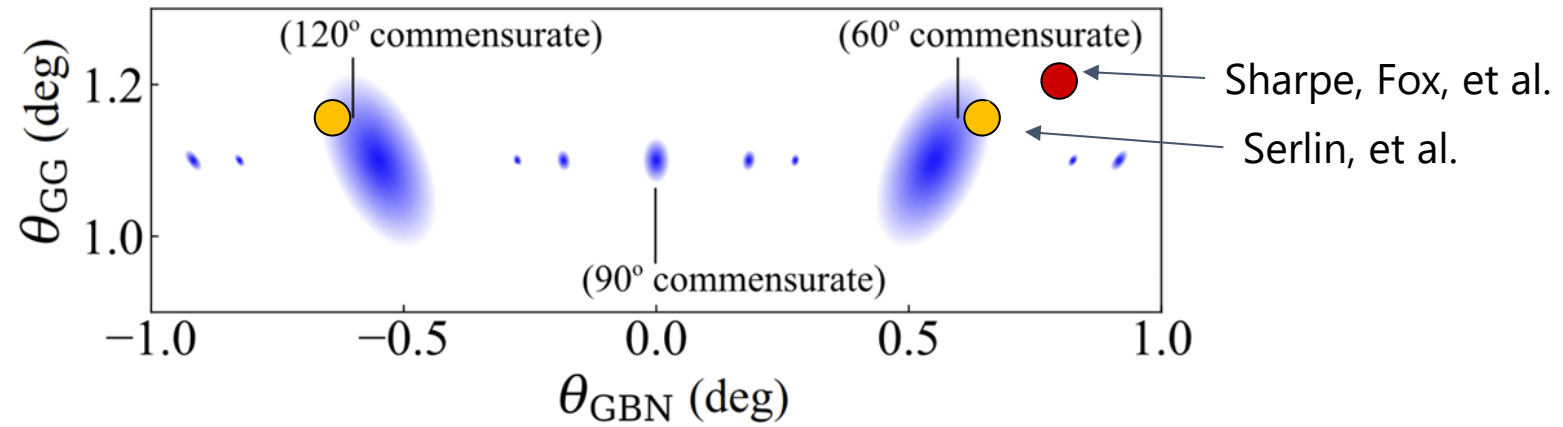 (120° commensurate)
(60° commensurate)
Sharpe, Fox, et al.
1.2
Serlin, et al.
θGG (deg)
1.0
(90° commensurate)
−1.0
−0.5
0.0
0.5
1.0
θGBN (deg)